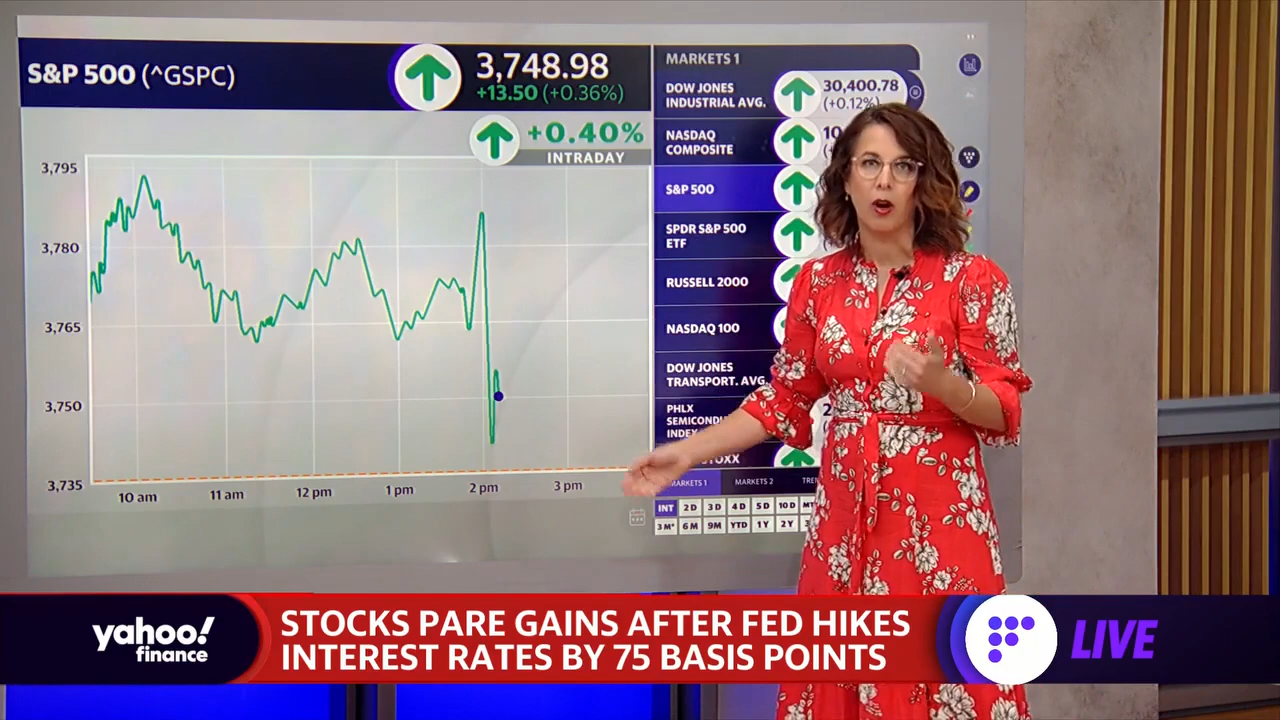 S&P 500 (^GSPC)
3,748.98
+13.50 (+0.36%)
+0.40%
INTRADAY
3,795
3,780
3,765
3,750
3,735
10 am
11 am
12 pm
1 pm
2 pm
3 pm
MARKETS 1
DOW JONES
INDUSTRIAL AVG.
30,400.78
(+0.12%)
NASDAQ
COMPOSITE
10
S&P 500
SPDR S&P 500
ETF
RUSSELL 2000
NASDAQ 100
DOW JONES
TRANSPORT. AVG.
PHLX
INDEX
MARKETS 1
MARKETS 2
INT 2D 3D 4D 5D 10D
3M* 6M 9M YTD 1Y 2Y
yahoo!
finance
STOCKS PARE GAINS AFTER FED HIKES
INTEREST RATES BY 75 BASIS POINTS
LIVE